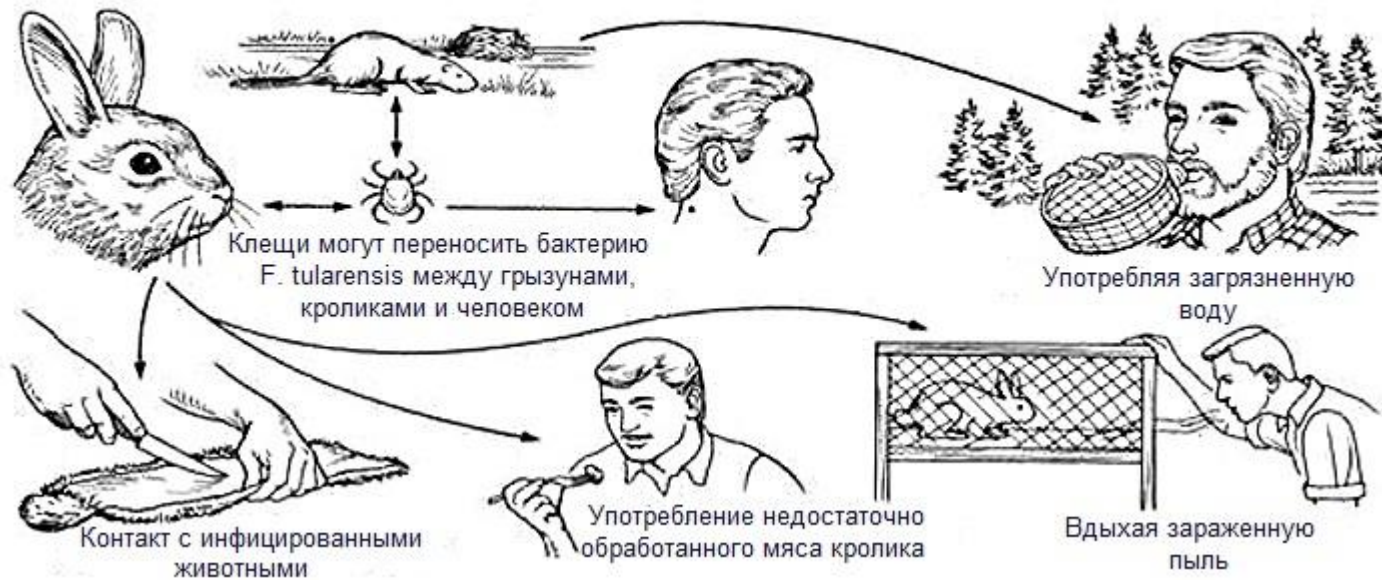 Клещи могут переносить бактерию
F. tularensis между грызунами,
кроликами и человеком
Употребляя загрязненную
воду
Контакт с инфицированными
животными
Употребление недостаточно
обработанного мяса кролика
Вдыхая зараженную
пыль